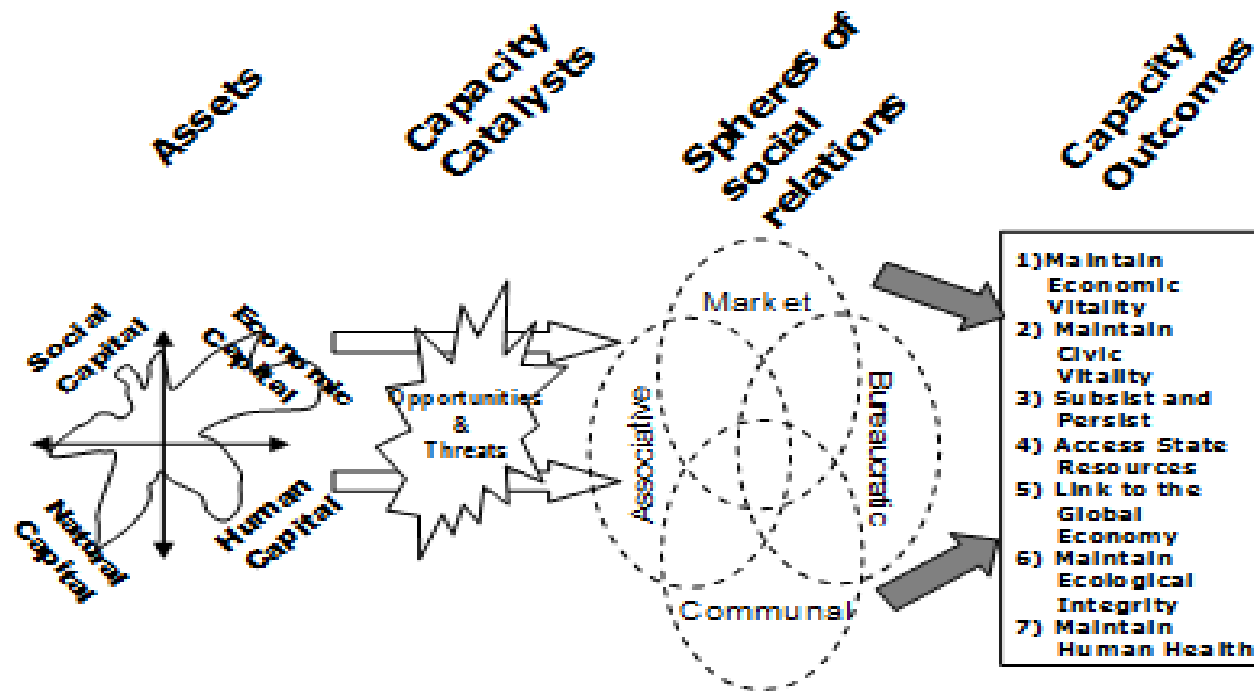 Assets
Capacity
Catalysts
Spheres of
social
relations
Capacity
Outcomes
Social
Capital
Economic
Capital
Natural
Capital
Human
Capital
Opportunities
&
Threats
Market
Associative
Bureaucratic
Communal
1)Maintain
Economic
Vitality
2) Maintain
Civic
Vitality
3) Subsist and
Persist
4) Access State
Resources
5) Link to the
Global
Economy
6) Maintain
Ecological
Integrity
7) Maintain
Human Health